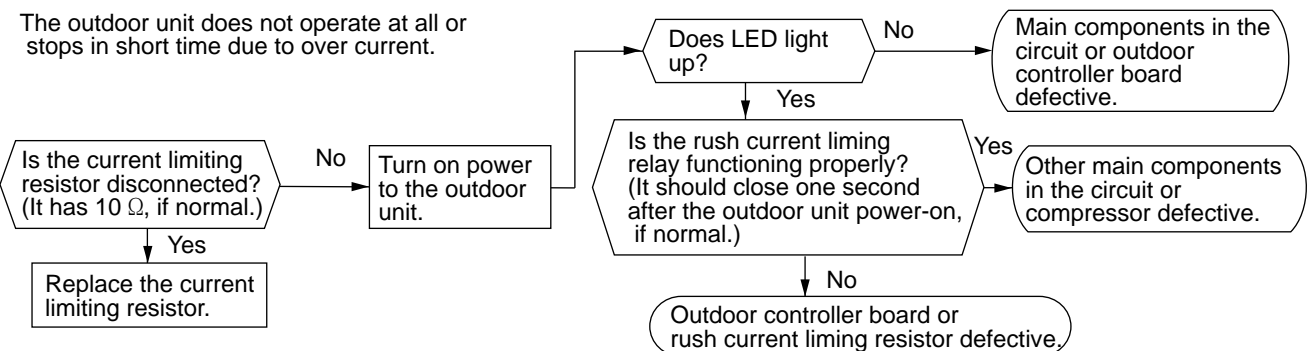 The outdoor unit does not operate at all or
stops in short time due to over current.
Is the current limiting
resistor disconnected?
(It has 10 Ω, if normal.)
No
Yes
Replace the current
limiting resistor.
Turn on power
to the outdoor
unit.
Does LED light
up?
No
Main components in the
circuit or outdoor
controller board
defective.
Yes
Is the rush current liming
relay functioning properly?
(It should close one second
after the outdoor unit power-on,
if normal.)
Yes
Other main components
in the circuit or
compressor defective.
No
Outdoor controller board or
rush current liming resistor defective,